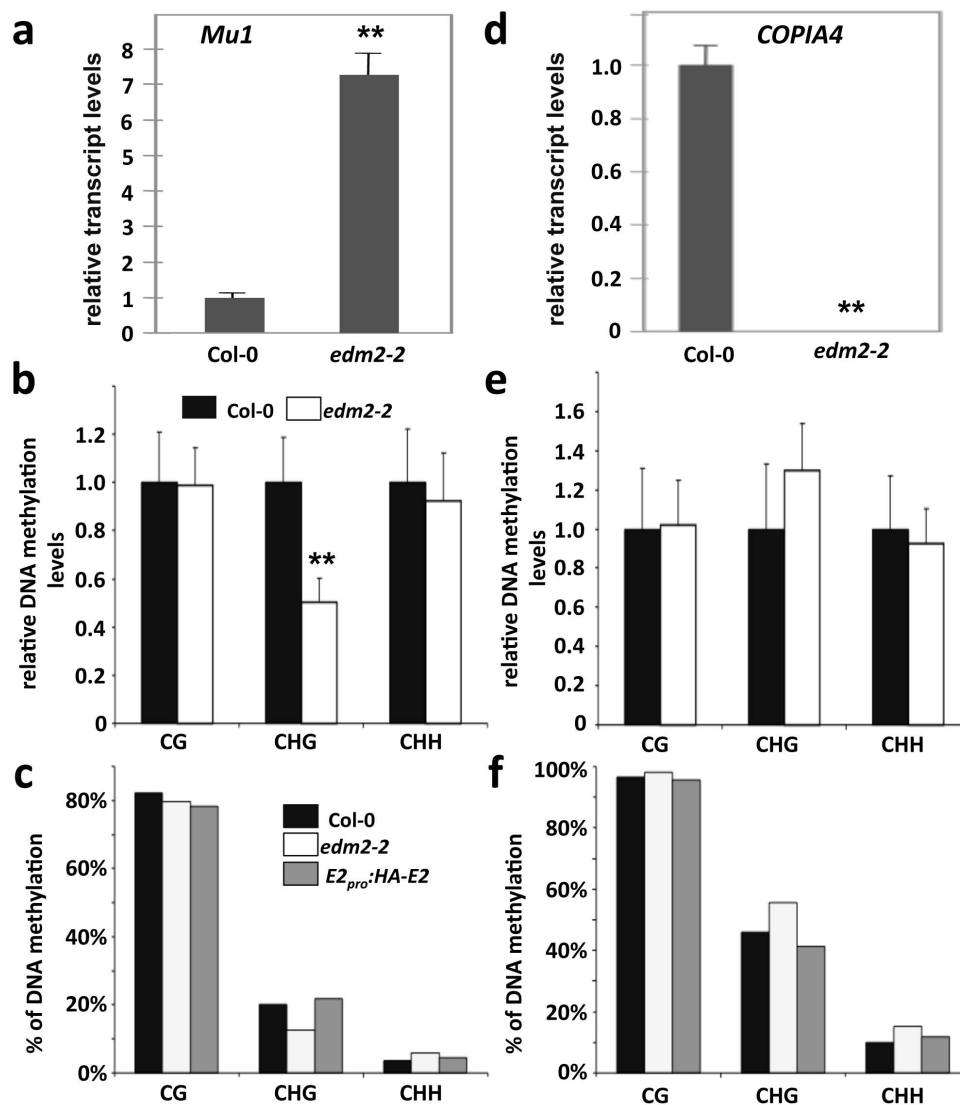 a
Mu1
**
relative transcript levels
8
7
6
5
4
3
2
1
0
Col-0
edm2-2
d
COPIA4
relative transcript levels
1.0
0.8
0.6
0.4
0.2
0
**
Col-0
edm2-2
b
Col-0
edm2-2
relative DNA methylation
levels
1.2
1.0
0.8
0.6
0.4
0.2
0
**
CG
CHG
CHH
e
relative DNA methylation
levels
1.6
1.4
1.2
1.0
0.8
0.6
0.4
0.2
0
CG
CHG
CHH
c
% of DNA methylation
80%
60%
40%
20%
0%
Col-0
edm2-2
E2pro:HA-E2
CG
CHG
CHH
f
% of DNA methylation
100%
80%
60%
40%
20%
0%
CG
CHG
CHH